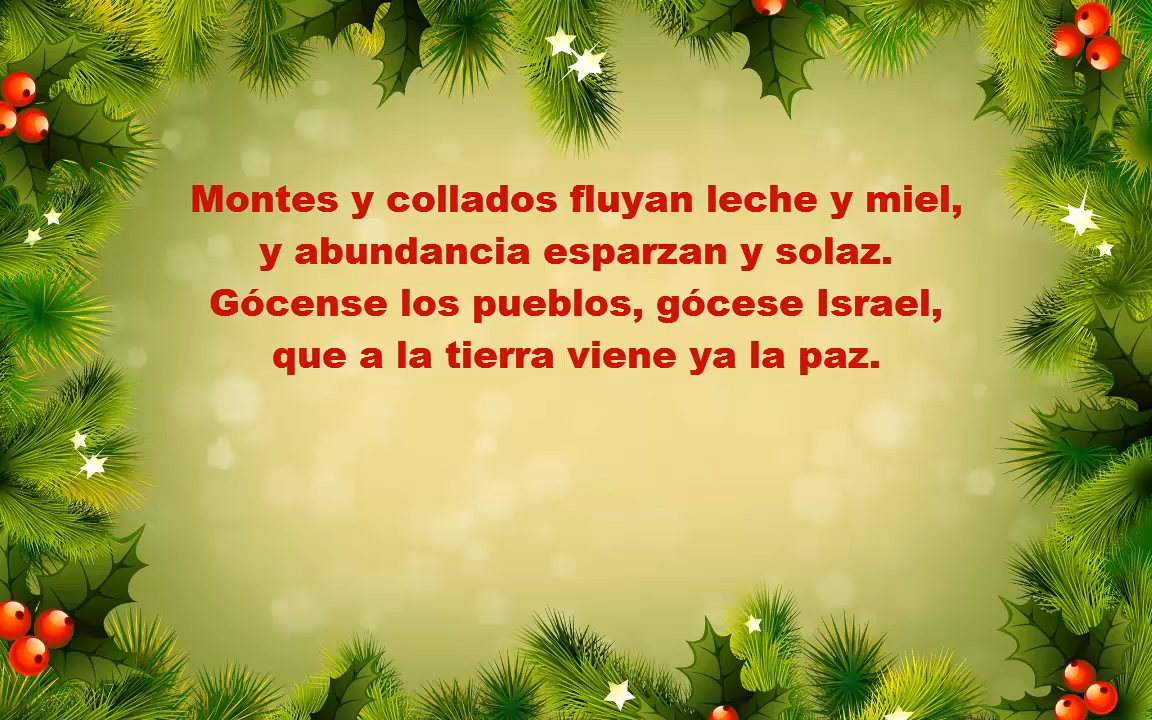 Montes y collados fluyan leche y miel,
y abundancia esparzan y solaz.
Gócense los pueblos, gócese Israel,
que a la tierra viene ya la paz.